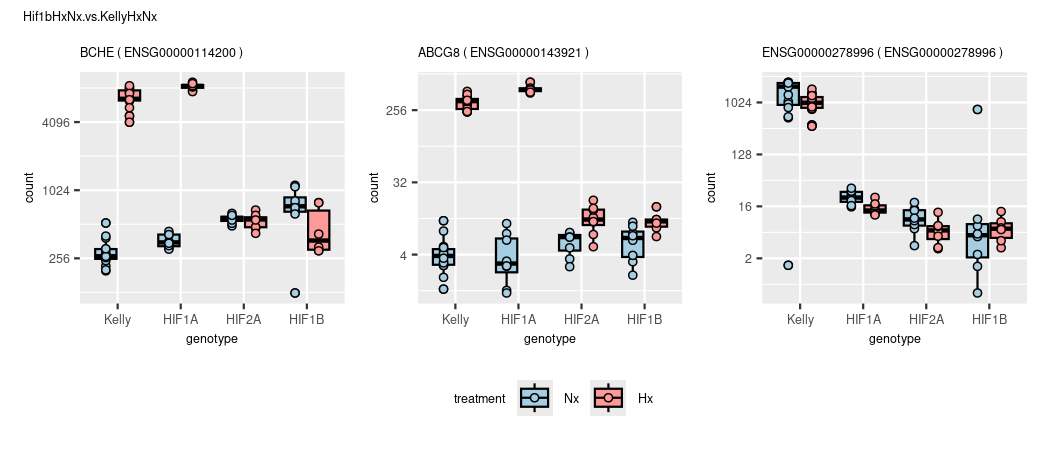 Hif1bHxNx.vs.KellyHxNx
BCHE ( ENSG00000114200 )
ABCG8 ( ENSG00000143921 )
ENSG00000278996 ( ENSG00000278996 )
count
4096
1024
256
Kelly HIF1A HIF2A HIF1B
genotype
count
256
32
4
Kelly HIF1A HIF2A HIF1B
genotype
count
1024
128
16
2
Kelly HIF1A HIF2A HIF1B
genotype
treatment Nx Hx